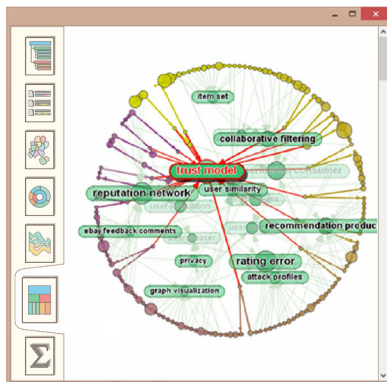 item set
collaborative filtering
consumer
trust model
user similarity
reputation network
ebay feedback comments
recommendation produc
privacy
rating error
attack profiles
graph visualization
Σ